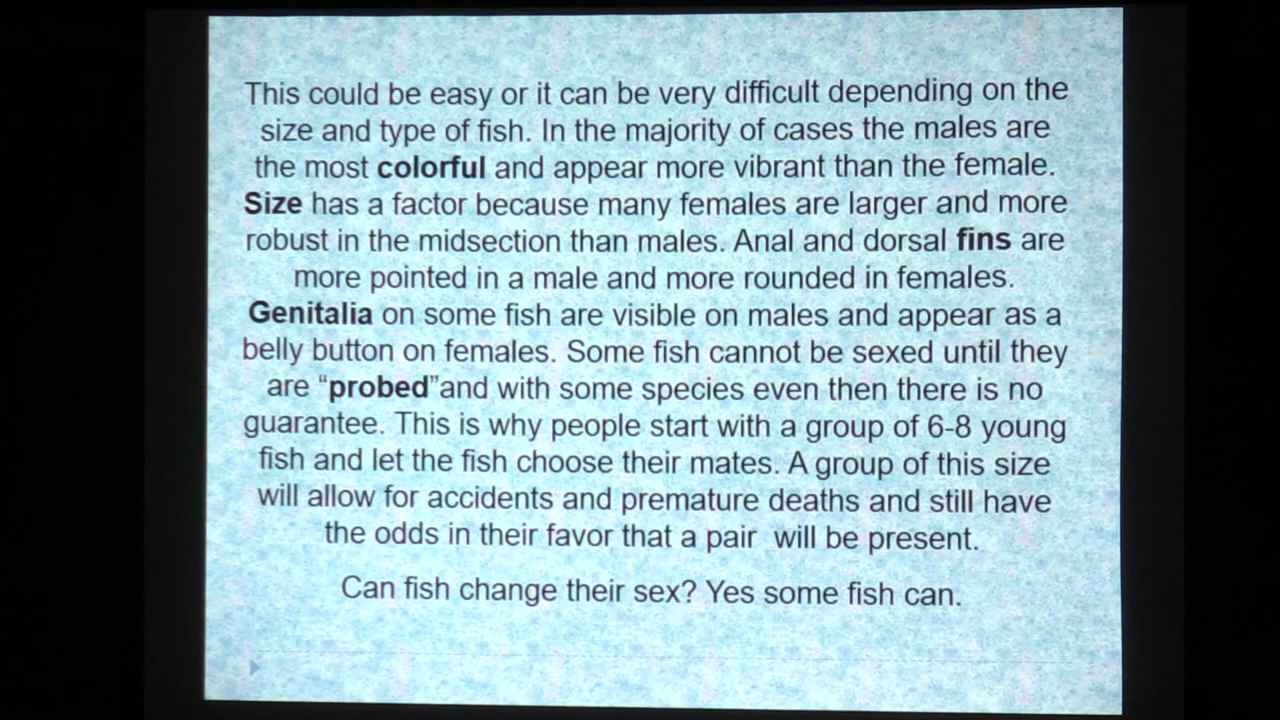 This could be easy or it can be very difficult depending on the
size and type of fish. In the majority of cases the males are
the most colorful and appear more vibrant than the female.
Size has a factor because many females are larger and more
robust in the midsection than males. Anal and dorsal fins are
more pointed in a male and more rounded in females.
Genitalia on some fish are visible on males and appear as a
belly button on females. Some fish cannot be sexed until they
are “probed”and with some species even then there is no
guarantee. This is why people start with a group of 6-8 young
fish and let the fish choose their mates. A group of this size
will allow for accidents and premature deaths and still have
the odds in their favor that a pair  will be present.
Can fish change their sex? Yes some fish can.